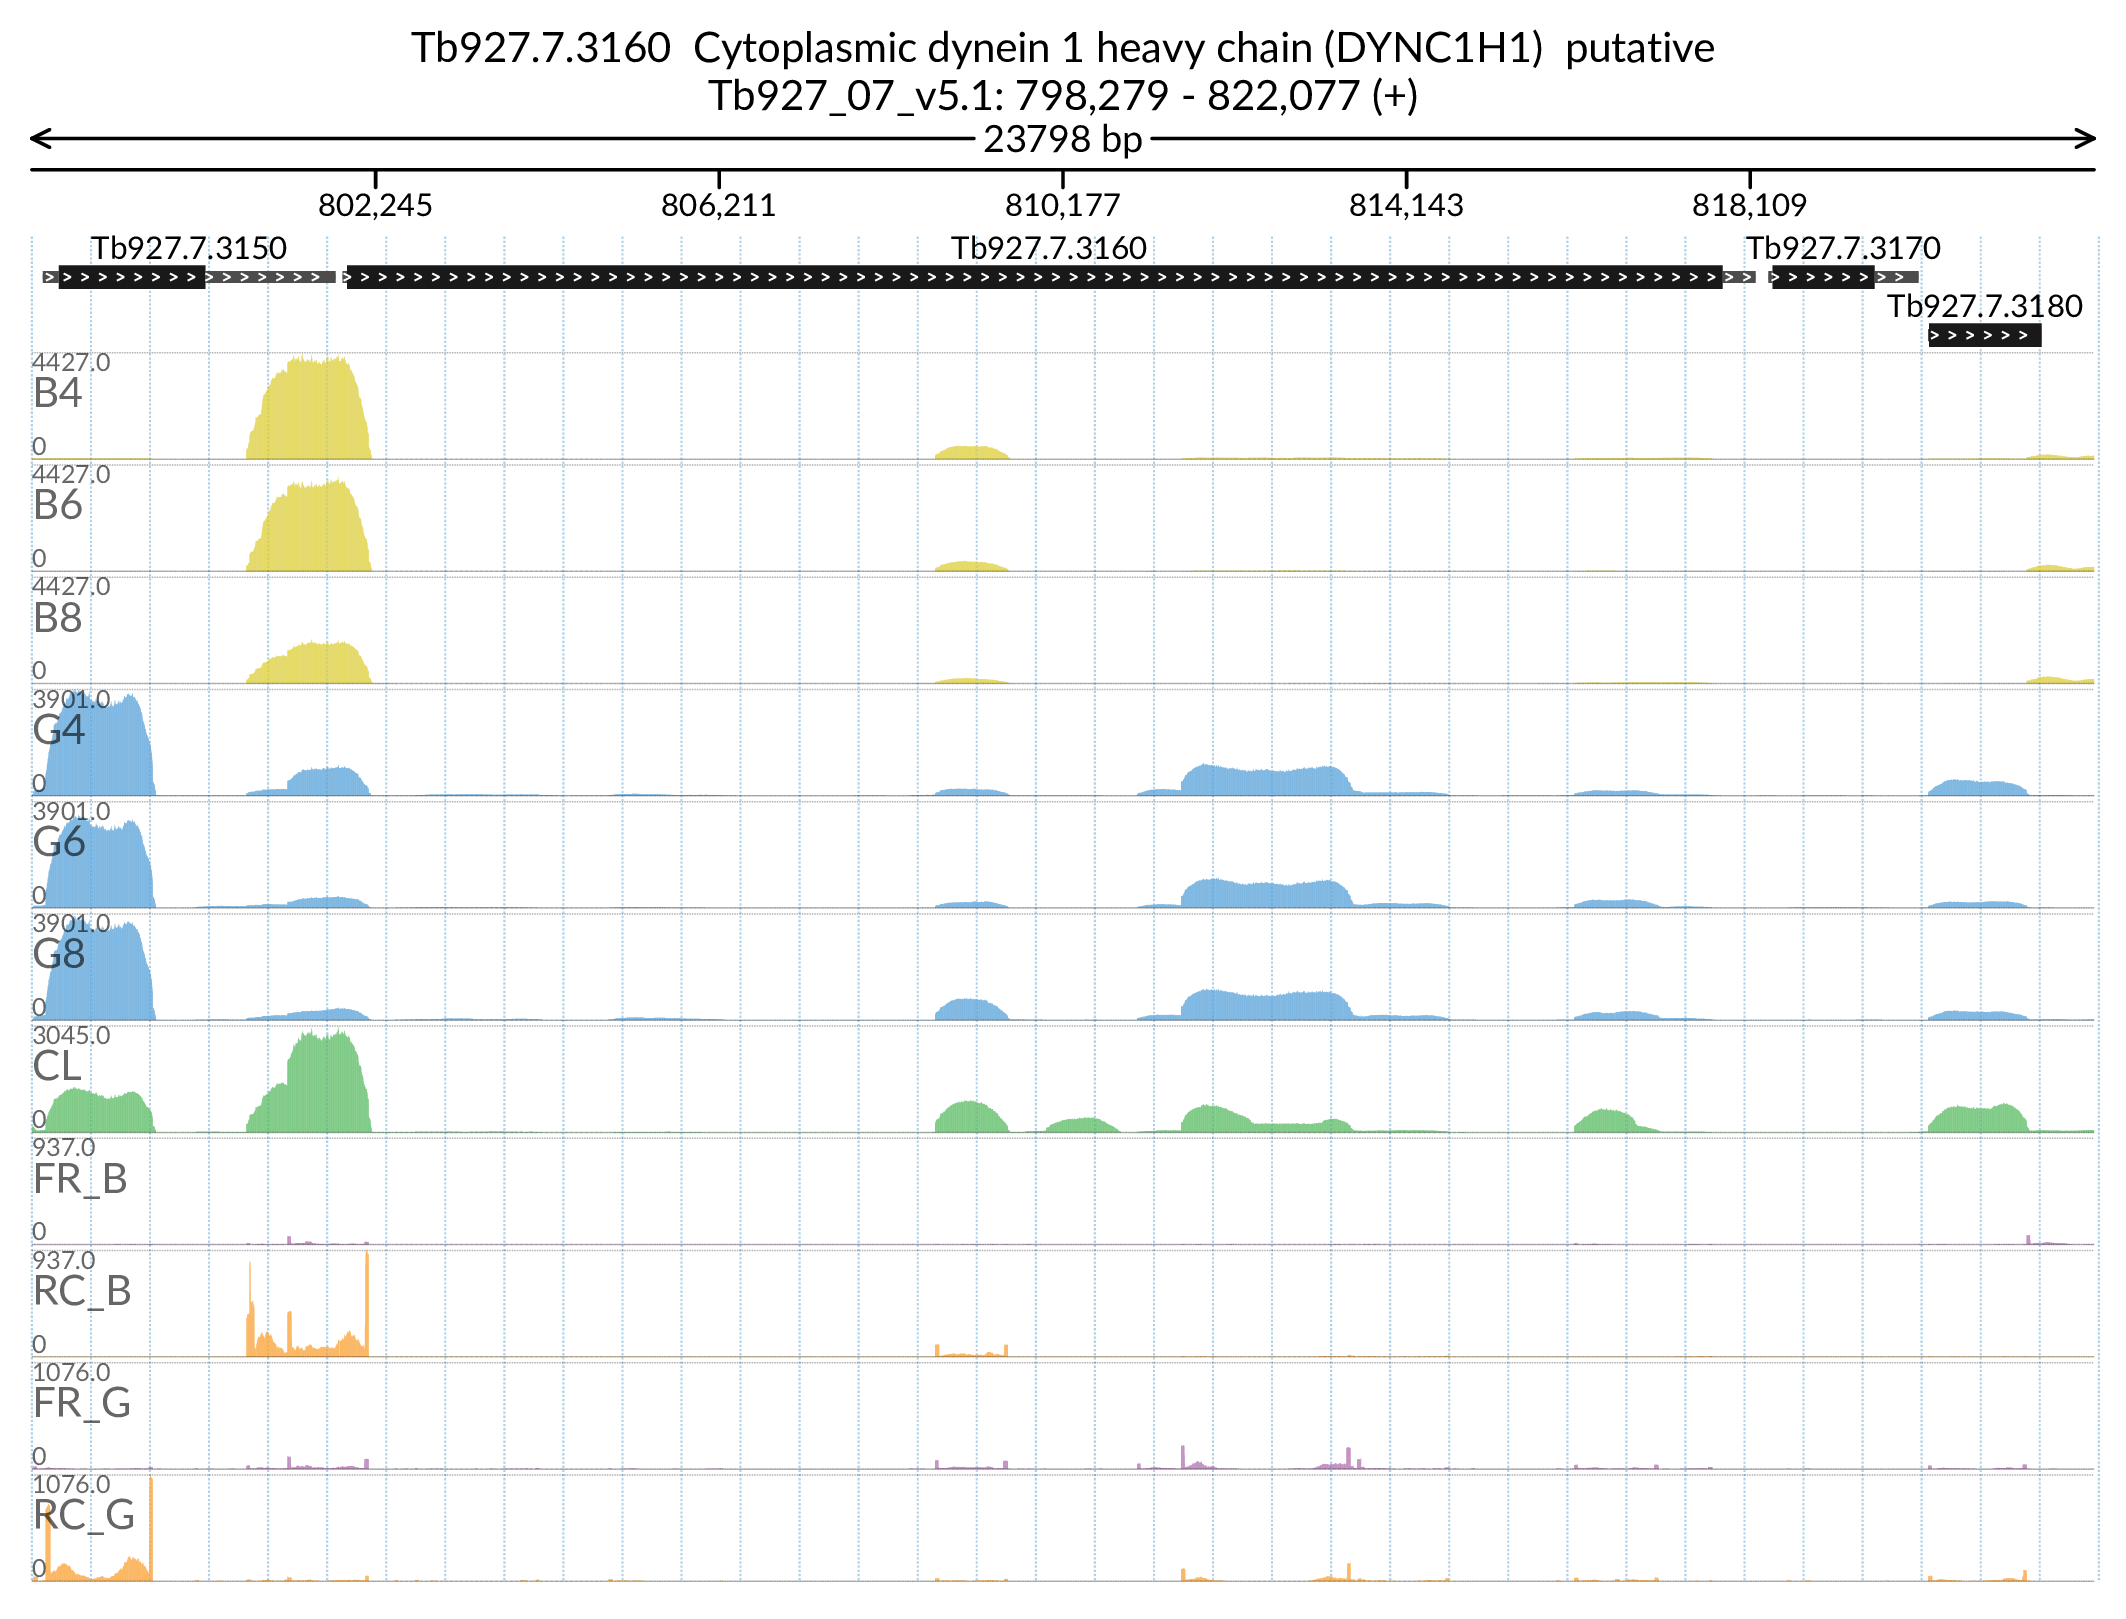 Tb927.7.3160  Cytoplasmic dynein 1 heavy chain (DYNC1H1)  putative
Tb927_07_v5.1: 798,279 - 822,077 (+)
23798 bp
802,245 806,211 810,177 814,143 818,109
Tb927.7.3150 Tb927.7.3160 Tb927.7.3170
Tb927.7.3180
4427.0
B4
0
4427.0
B6
0
4427.0
B8
0
3901.0
G4
0
3901.0
G6
0
3901.0
G8
0
3045.0
CL
0
937.0
FR_B
0
937.0
RC_B
0
1076.0
FR_G
0
1076.0
RC_G
0